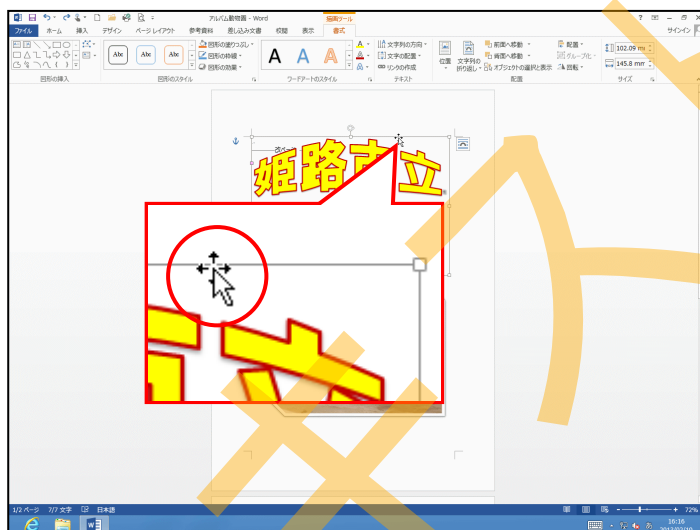 アルバム動物園 - Word
描画ツール
サインイン
ファイル ホーム 挿入 デザイン ページ レイアウト 参考資料 差し込み文書 校閲 表示 書式
図形の塗りつぶし
図形の枠線
図形の効果
Abc Abc Abc
A A A
文字列の方向
文字の配置
リンクの作成
位置
文字列の
折り返し
前面へ移動
背面へ移動
オブジェクトの選択と表示
配置
グループ化
回転
102.09 mm
145.8 mm
図形の挿入 図形のスタイル ワードアートのスタイル テキスト 配置 サイズ
姫路市立
1/2 ページ 7/7 文字 日本語
72%
16:16